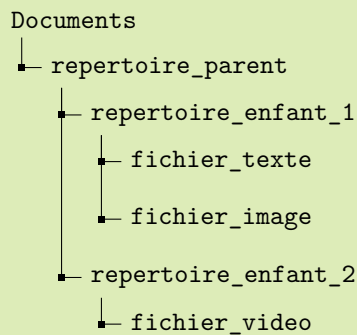 Documents
repertoire_parent
repertoire_enfant_1
fichier_texte
fichier_image
repertoire_enfant_2
fichier_video